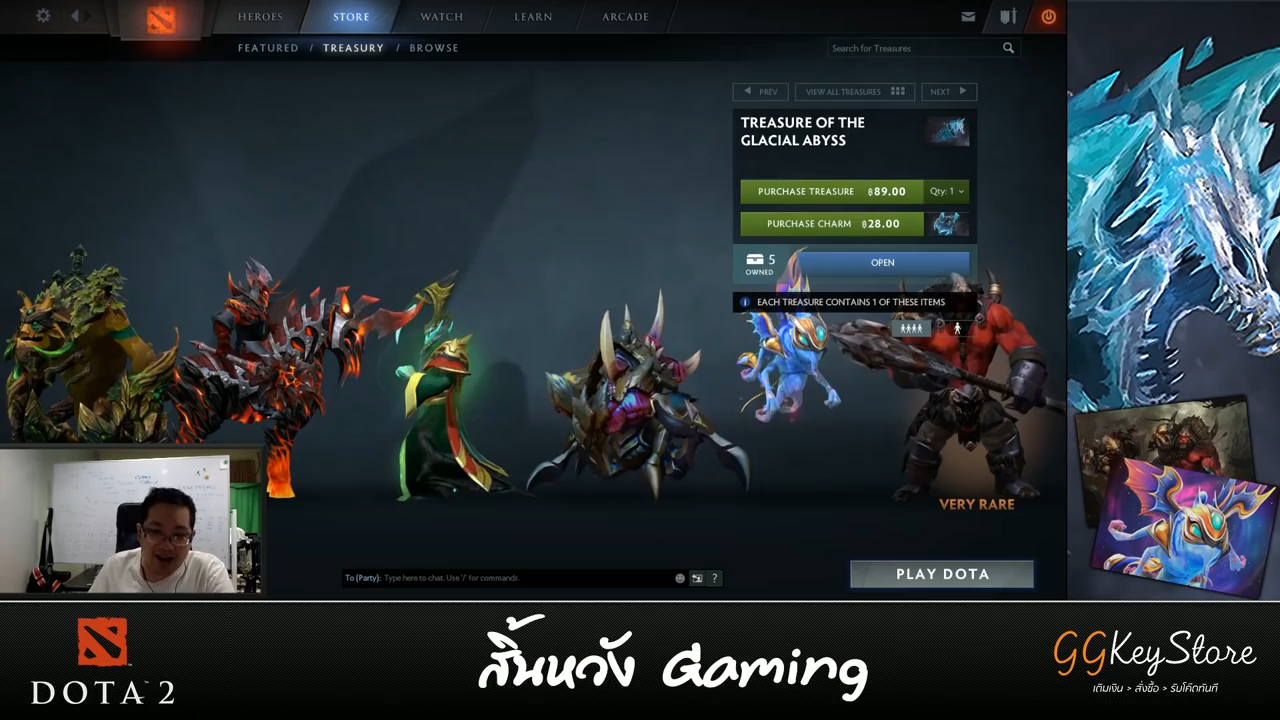 HEROES
STORE
WATCH
LEARN
ARCADE
FEATURED / TREASURY / BROWSE
Search for Treasures
PREV
VIEW ALL TREASURES
NEXT
TREASURE OF THE
GLACIAL ABYSS
PURCHASE TREASURE ฿89.00
Qty: 1
PURCHASE CHARM ฿28.00
5
OWNED
OPEN
EACH TREASURE CONTAINS 1 OF THESE ITEMS
VERY RARE
To (Party): Type here to chat. Use '/' for commands.
?
PLAY DOTA
DOTA 2
สิ้นหวัง Gaming
GGKeyStore
เติมเงิน > สั่งซื้อ > รับโค๊ดทันที